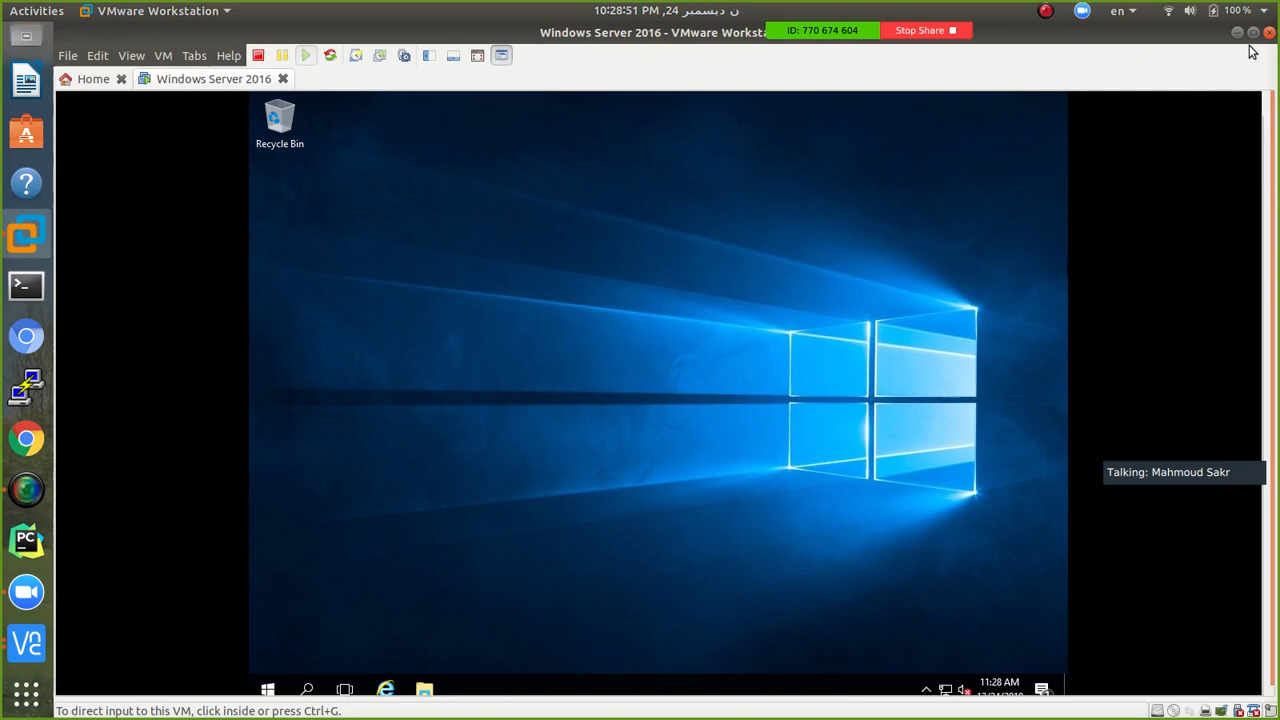 Activities
VMware Workstation
10:28:51 PM ,24 ن ديسمبر
en
100 %
Windows Server 2016 - VMware Worksta
ID: 770 674 604
Stop Share
File Edit View VM Tabs Help
Home
Windows Server 2016
Recycle Bin
Talking: Mahmoud Sakr
PC
11:28 AM
To direct input to this VM, click inside or press Ctrl+G.